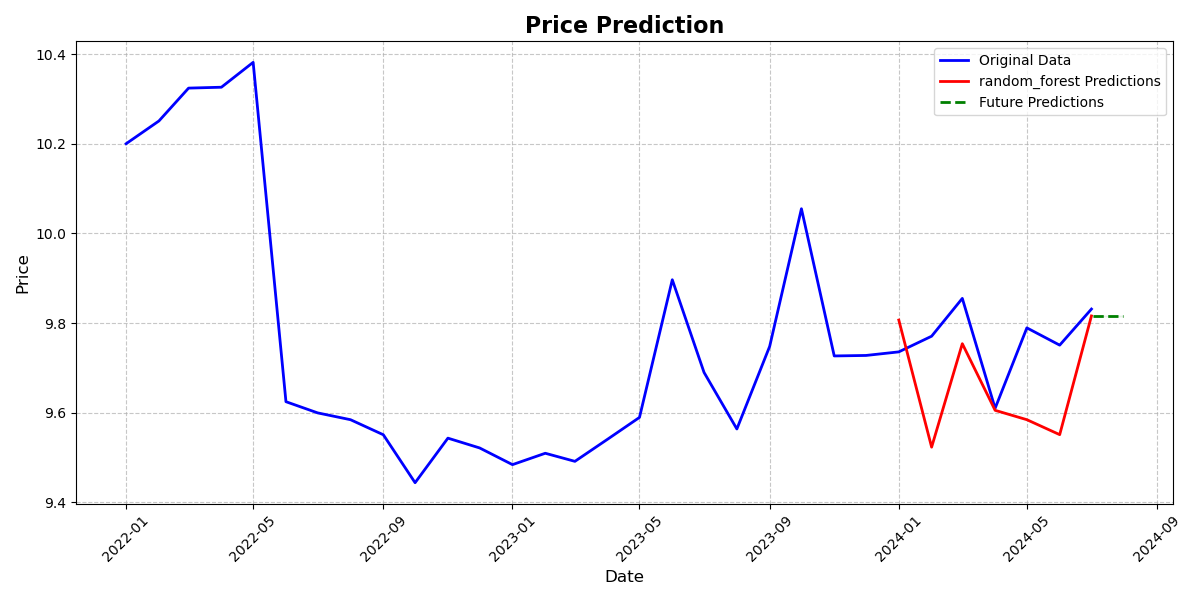 Price Prediction
Original Data
random_forest Predictions
Future Predictions
Price
10.4
10.2
10.0
9.8
9.6
9.4
2022-01
2022-05
2022-09
2023-01
2023-05
2023-09
2024-01
2024-05
2024-09
Date